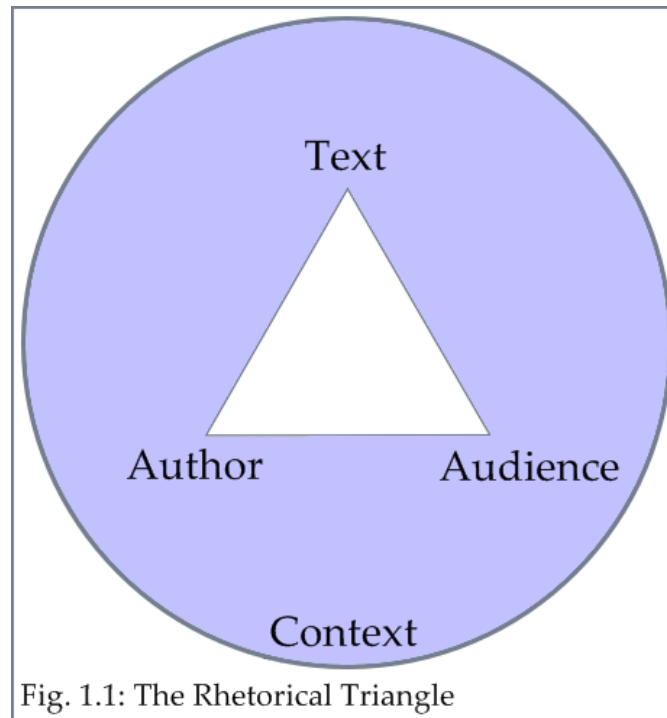 Text
Author
Audience
Context
Fig. 1.1: The Rhetorical Triangle